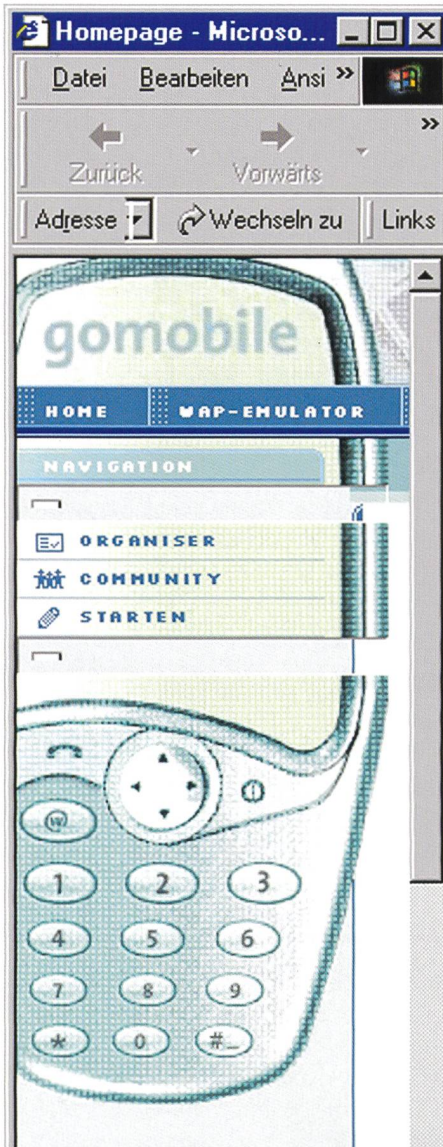 Homepage - Microso...
Datei Bearbeiten Ansi »
»
Zurück Vorwärts
Adresse Wechseln zu Links
gomobile
HOME WAP-EMULATOR
NAVIGATION
ORGANISER
COMMUNITY
STARTEN
@
1 2 3
4 5 6
7 8 9
* 0 #_